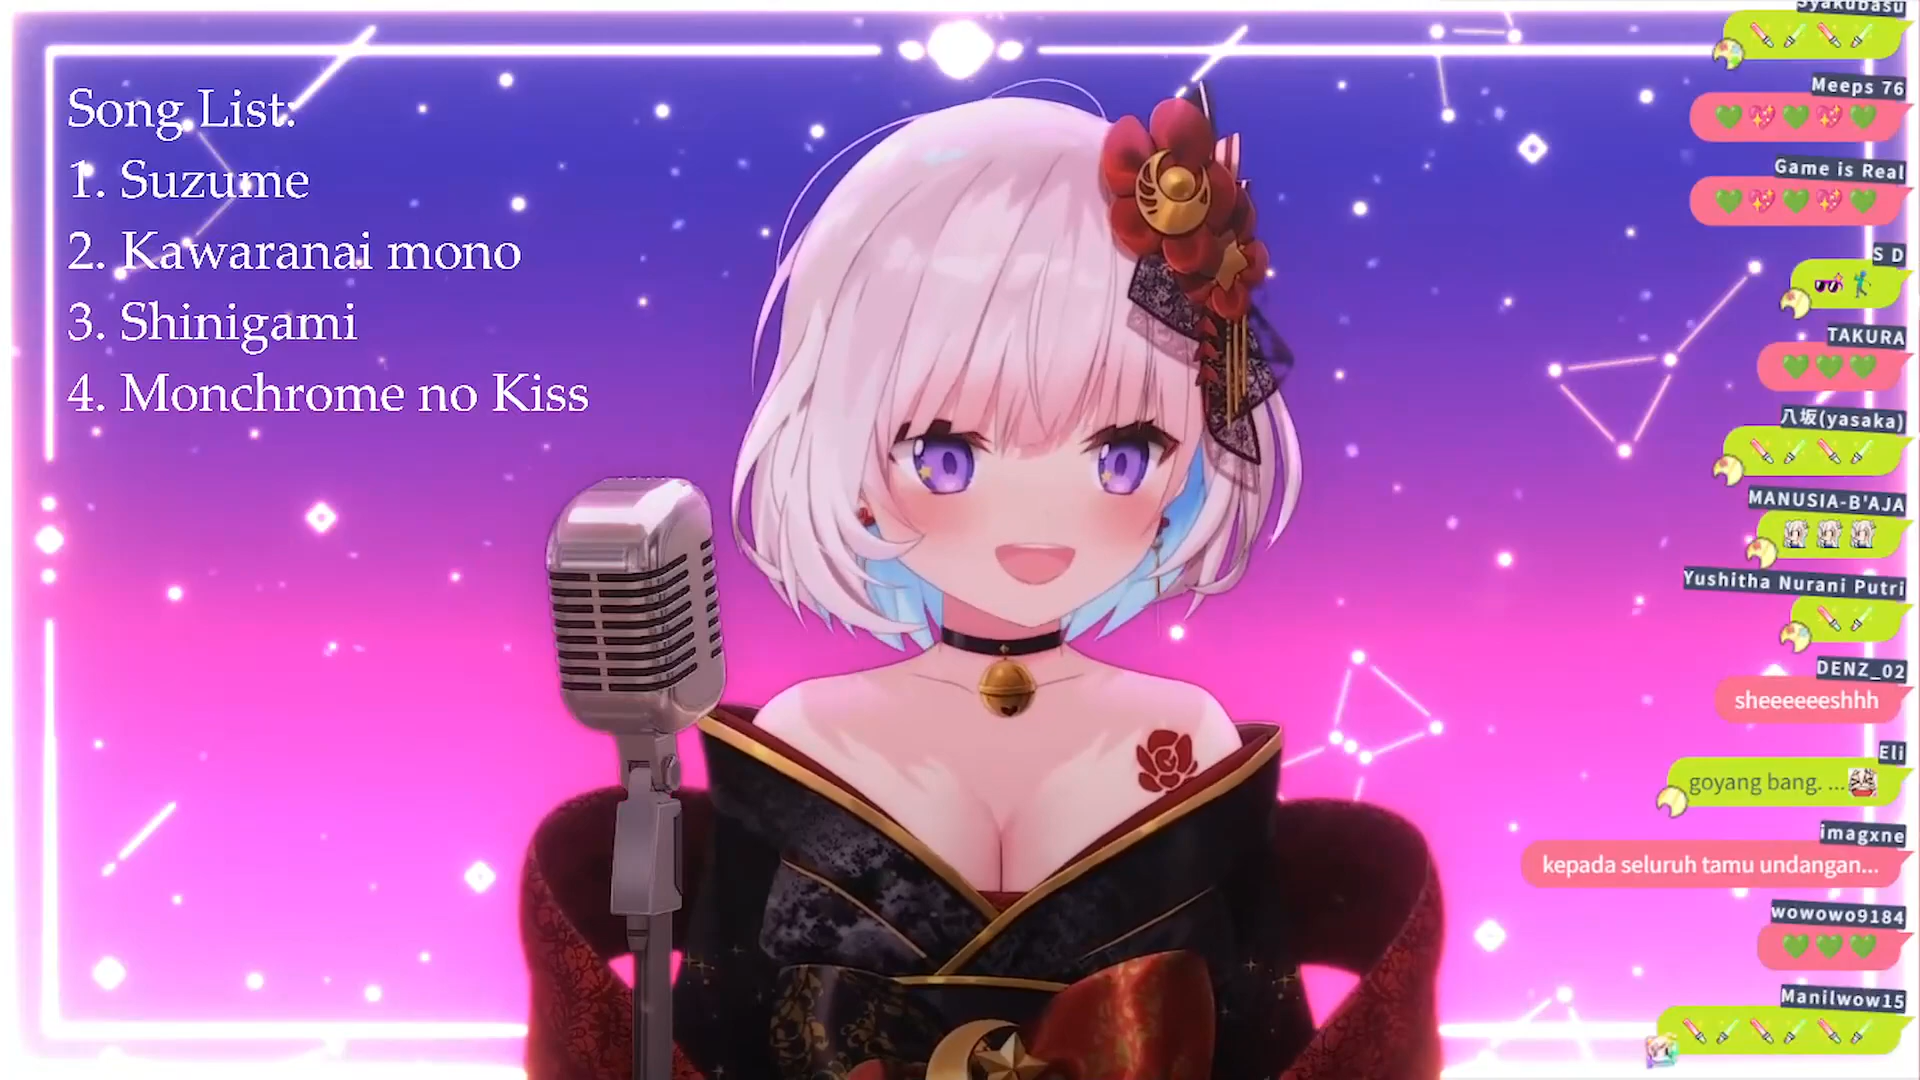 Song List:
1. Suzume
2. Kawaranai mono
3. Shinigami
4. Monchrome no Kiss
Syakubasu
Meeps 76
Game is Real
S D
TAKURA
八坂(yasaka)
MANUSIA-B'AJA
Yushitha Nurani Putri
DENZ_02
sheeeeeeshhh
Eli
goyang bang. ...
imagxne
kepada seluruh tamu undangan...
wowowo9184
Manilwow15